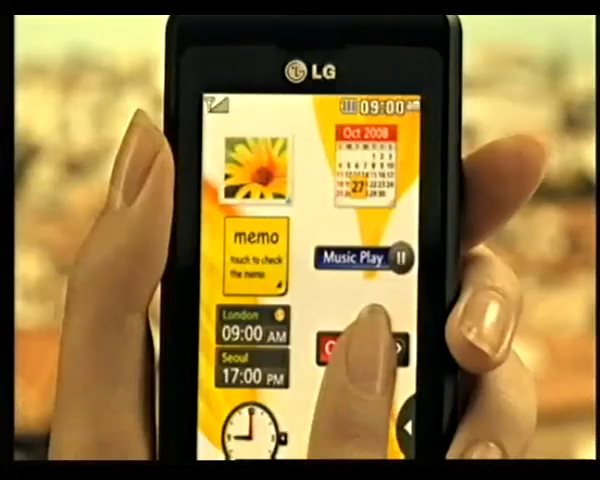 LG
09:00 AM
Oct 2008
27
memo
touch to check
the memo
Music Play
London
09:00 AM
Seoul
17:00 PM